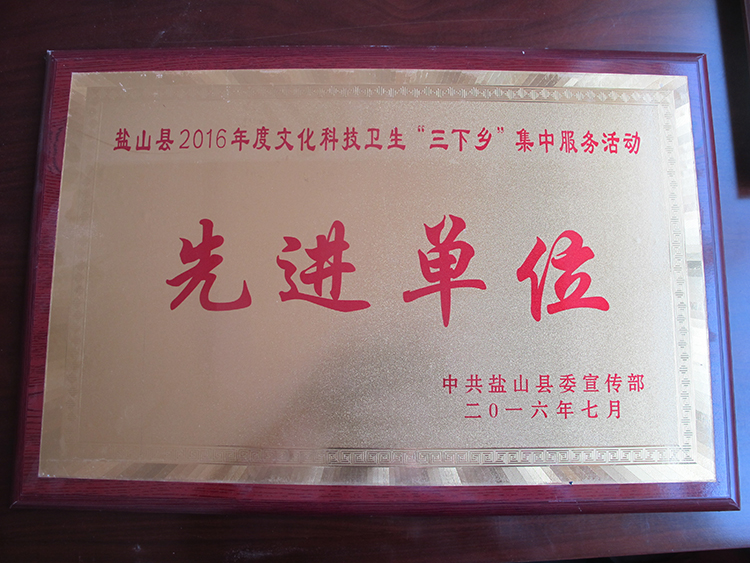 盐山县2016年度文化科技卫生“三下乡”集中服务活动
先进单位
中共盐山县委宣传部
二〇一六年七月